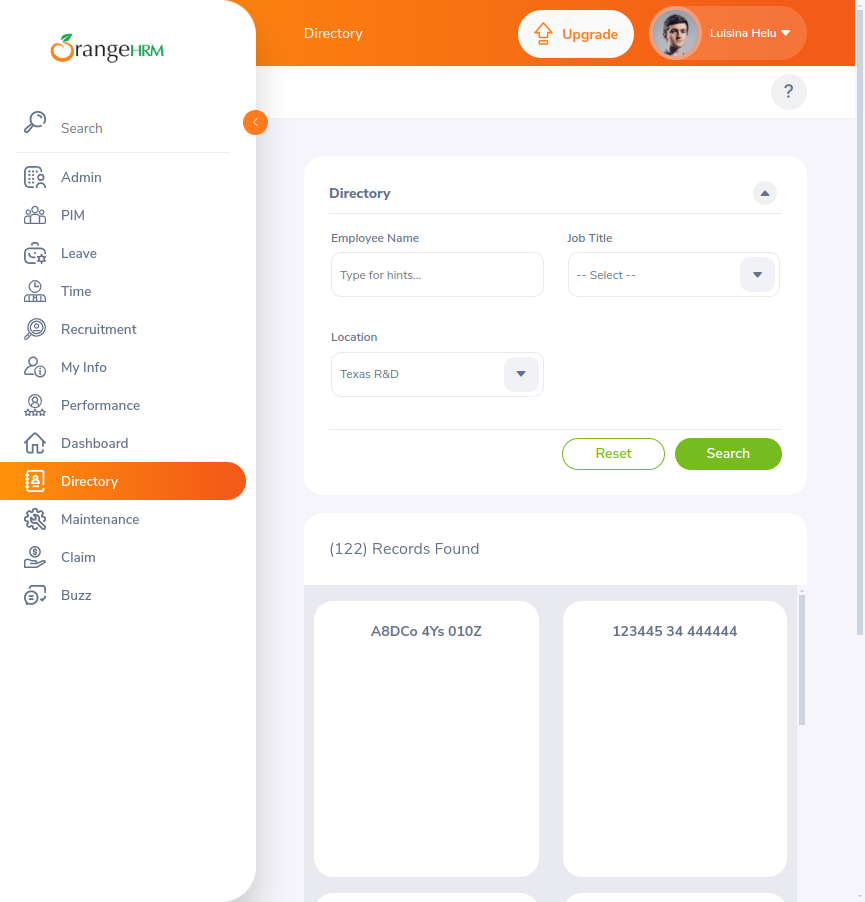 OrangeHRM
Directory
Upgrade
Luisina Helu
?
Search
Admin
PIM
Leave
Time
Recruitment
My Info
Performance
Dashboard
Directory
Maintenance
Claim
Buzz
Directory
Employee Name
Job Title
Type for hints...
-- Select --
Location
Texas R&D
Reset
Search
(122) Records Found
A8DCo 4Ys 010Z
123445 34 444444